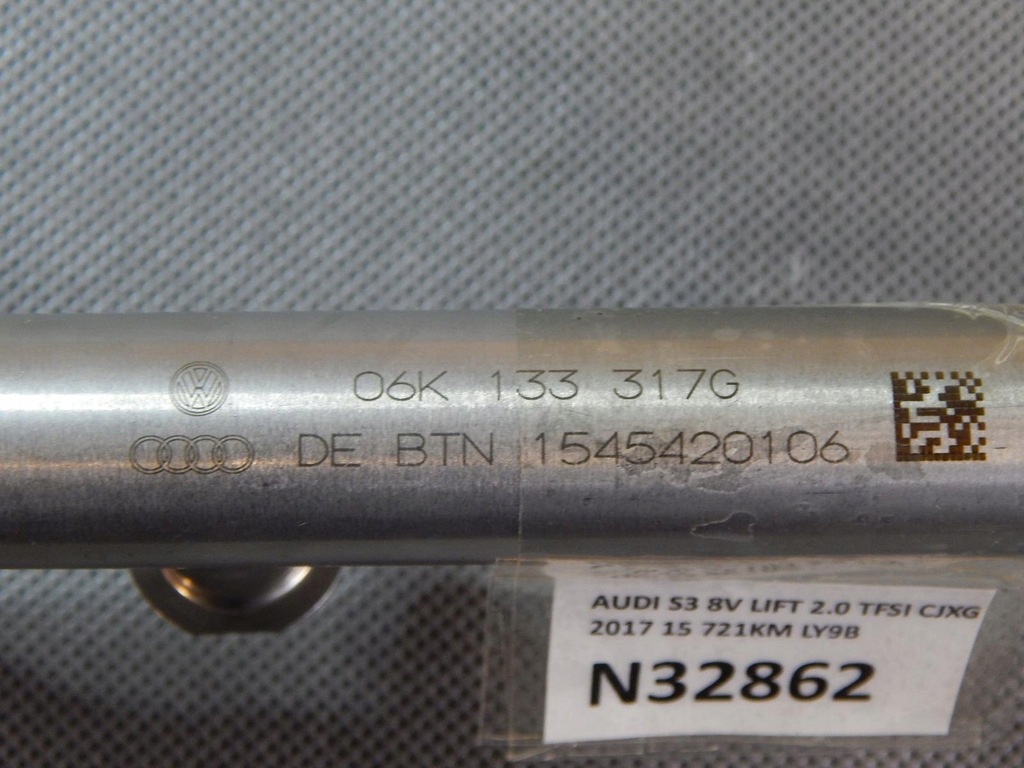 06K 133 317G
DE BTN 1545420106
AUDI S3 8V LIFT 2.0 TFSI CJXG
2017 15 721KM LY9B
N32862